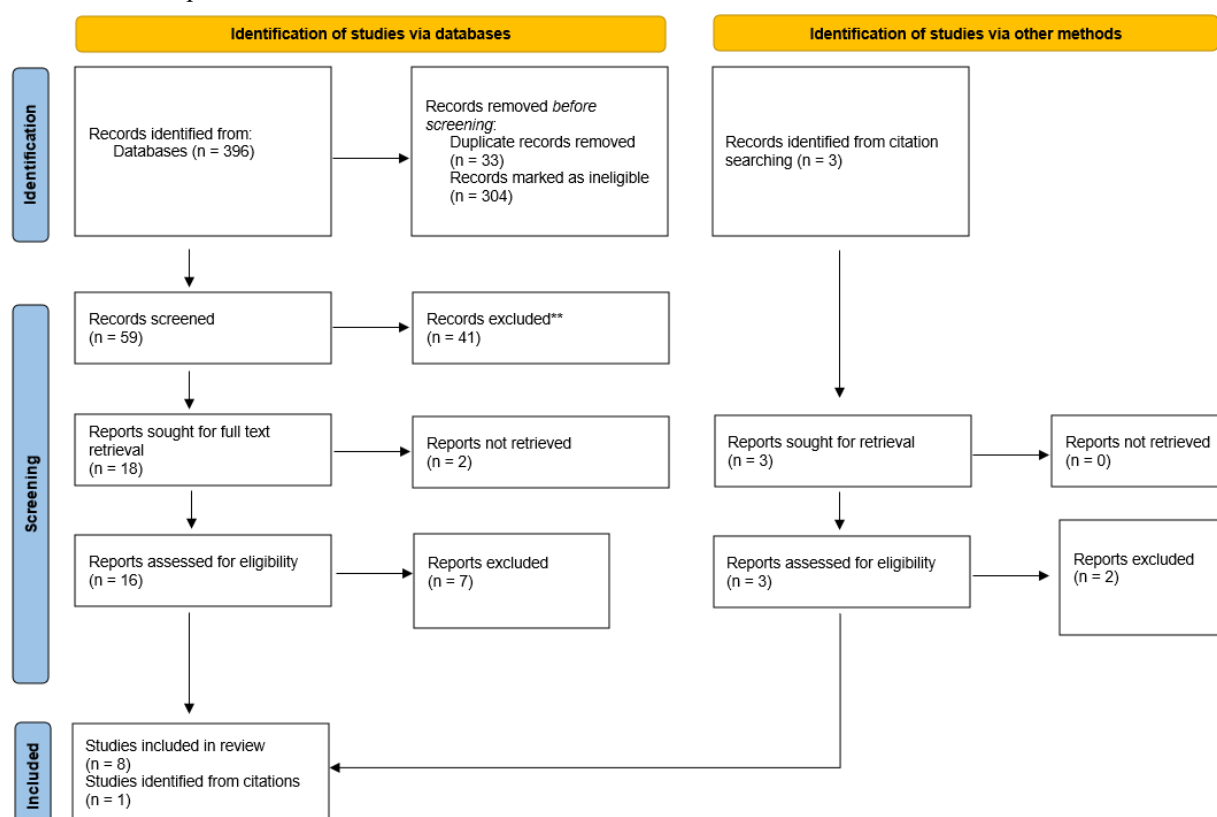 Identification of studies via databases
Identification of studies via other methods
Identification
Records identified from:
Databases (n = 396)
Records removed before
screening:
Duplicate records removed
(n = 33)
Records marked as ineligible
(n = 304)
Records identified from citation
searching (n = 3)
Screening
Records screened
(n = 59)
Records excluded**
(n = 41)
Reports sought for full text
retrieval
(n = 18)
Reports not retrieved
(n = 2)
Reports sought for retrieval
(n = 3)
Reports not retrieved
(n = 0)
Reports assessed for eligibility
(n = 16)
Reports excluded
(n = 7)
Reports assessed for eligibility
(n = 3)
Reports excluded
(n = 2)
Included
Studies included in review
(n = 8)
Studies identified from citations
(n = 1)